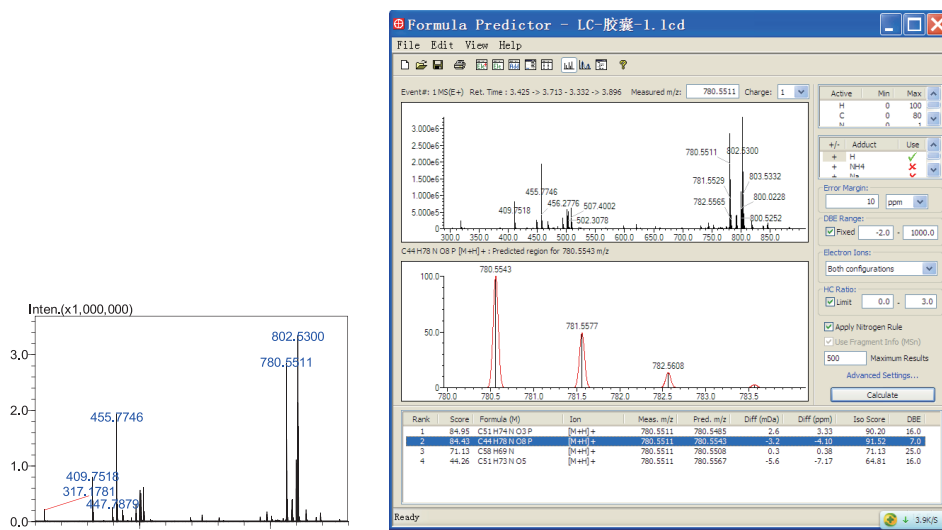 Inten.(x1,000,000)
3.0
2.0
1.0
0.0
802.5300
780.5511
455.7746
409.7518
317.1781
447.7879
Formula Predictor - LC-胶囊-1.lcd
File Edit View Help
Event#: 1 MS(E+) Ret. Time : 3.425 -> 3.713 - 3.332 -> 3.896 Measured m/z: 780.5511 Charge: 1
3.000e6
2.500e6
2.000e6
1.500e6
1.000e6
5.000e5
0
780.5511
802.5300
781.5529
803.5332
782.5565
800.0228
800.5252
455.7746
409.7518
456.2776
507.4002
502.3078
300.0 350.0 400.0 450.0 500.0 550.0 600.0 650.0 700.0 750.0 800.0 850.0
C44 H78 N O8 P [M+H]+ : Predicted region for 780.5543 m/z
100.0
50.0
0
780.5543
781.5577
782.5608
780.0 780.5 781.0 781.5 782.0 782.5 783.0 783.5
Active Min Max
H 0 100
C 0 80
N 0 1
+/- Adduct Use
+ H
+ NH4
+ Na
Error Margin:
10 ppm
DBE Range:
Fixed -2.0 - 1000.0
Electron Ions:
Both configurations
HC Ratio:
Limit 0.0 - 3.0
Apply Nitrogen Rule
Use Fragment Info (MSn)
500 Maximum Results
Advanced Settings...
Calculate
Rank Score Formula (M) Ion Meas. m/z Pred. m/z Diff (mDa) Diff (ppm) Iso Score DBE
1 84.95 C51 H74 N O3 P [M+H]+ 780.5511 780.5485 2.6 3.33 90.20 16.0
2 84.43 C44 H78 N O8 P [M+H]+ 780.5511 780.5543 -3.2 -4.10 91.52 7.0
3 71.13 C58 H69 N [M+H]+ 780.5511 780.5508 0.3 0.38 71.13 25.0
4 44.26 C51 H73 N O5 [M+H]+ 780.5511 780.5567 -5.6 -7.17 64.81 16.0
Ready
3.9K/S